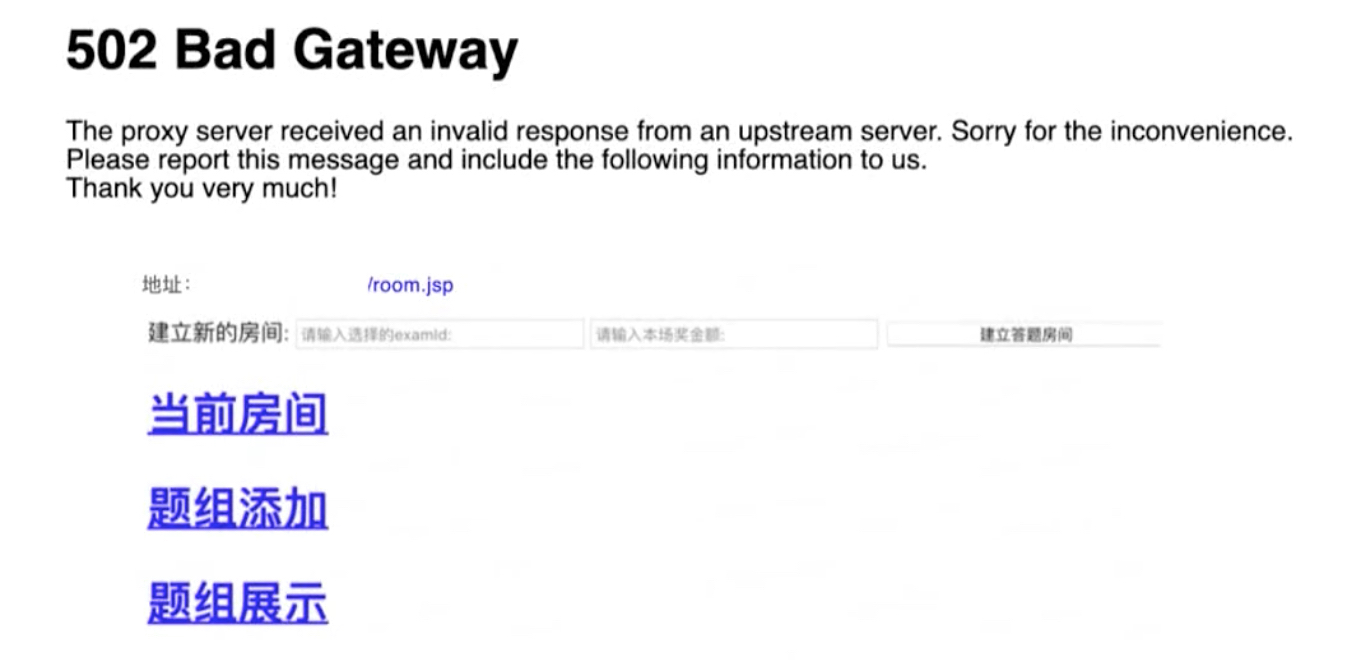 502 Bad Gateway
The proxy server received an invalid response from an upstream server. Sorry for the inconvenience.
Please report this message and include the following information to us.
Thank you very much!
地址： /room.jsp
建立新的房间: 请输入选择的examId: 请输入本场奖金额: 建立答题房间
当前房间
题组添加
题组展示